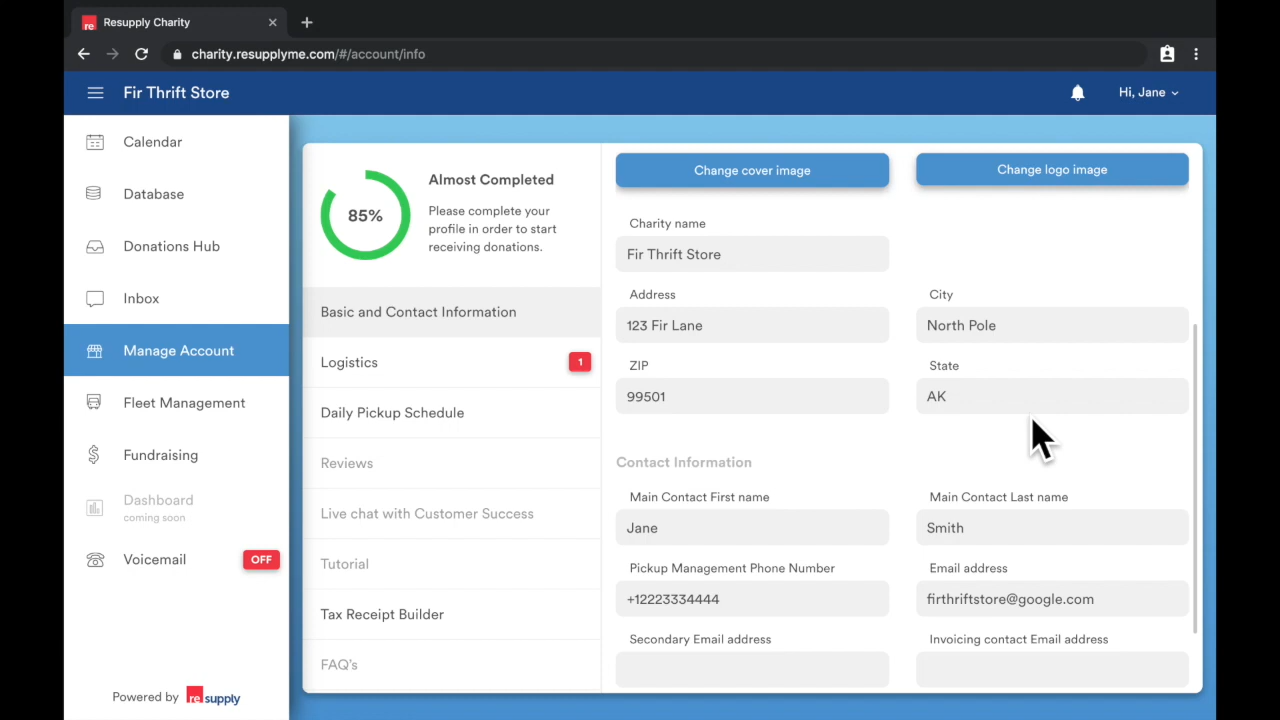 re Resupply Charity
charity.resupplyme.com/#/account/info
Fir Thrift Store
Hi, Jane
Calendar
Database
Donations Hub
Inbox
Manage Account
Fleet Management
Fundraising
Dashboard
coming soon
Voicemail
OFF
Powered by re supply
85%
Almost Completed
Please complete your
profile in order to start
receiving donations.
Basic and Contact Information
Logistics
1
Daily Pickup Schedule
Reviews
Live chat with Customer Success
Tutorial
Tax Receipt Builder
FAQ's
Change cover image
Change logo image
Charity name
Fir Thrift Store
Address
City
123 Fir Lane
North Pole
ZIP
State
99501
AK
Contact Information
Main Contact First name
Main Contact Last name
Jane
Smith
Pickup Management Phone Number
Email address
+12223334444
firthriftstore@google.com
Secondary Email address
Invoicing contact Email address